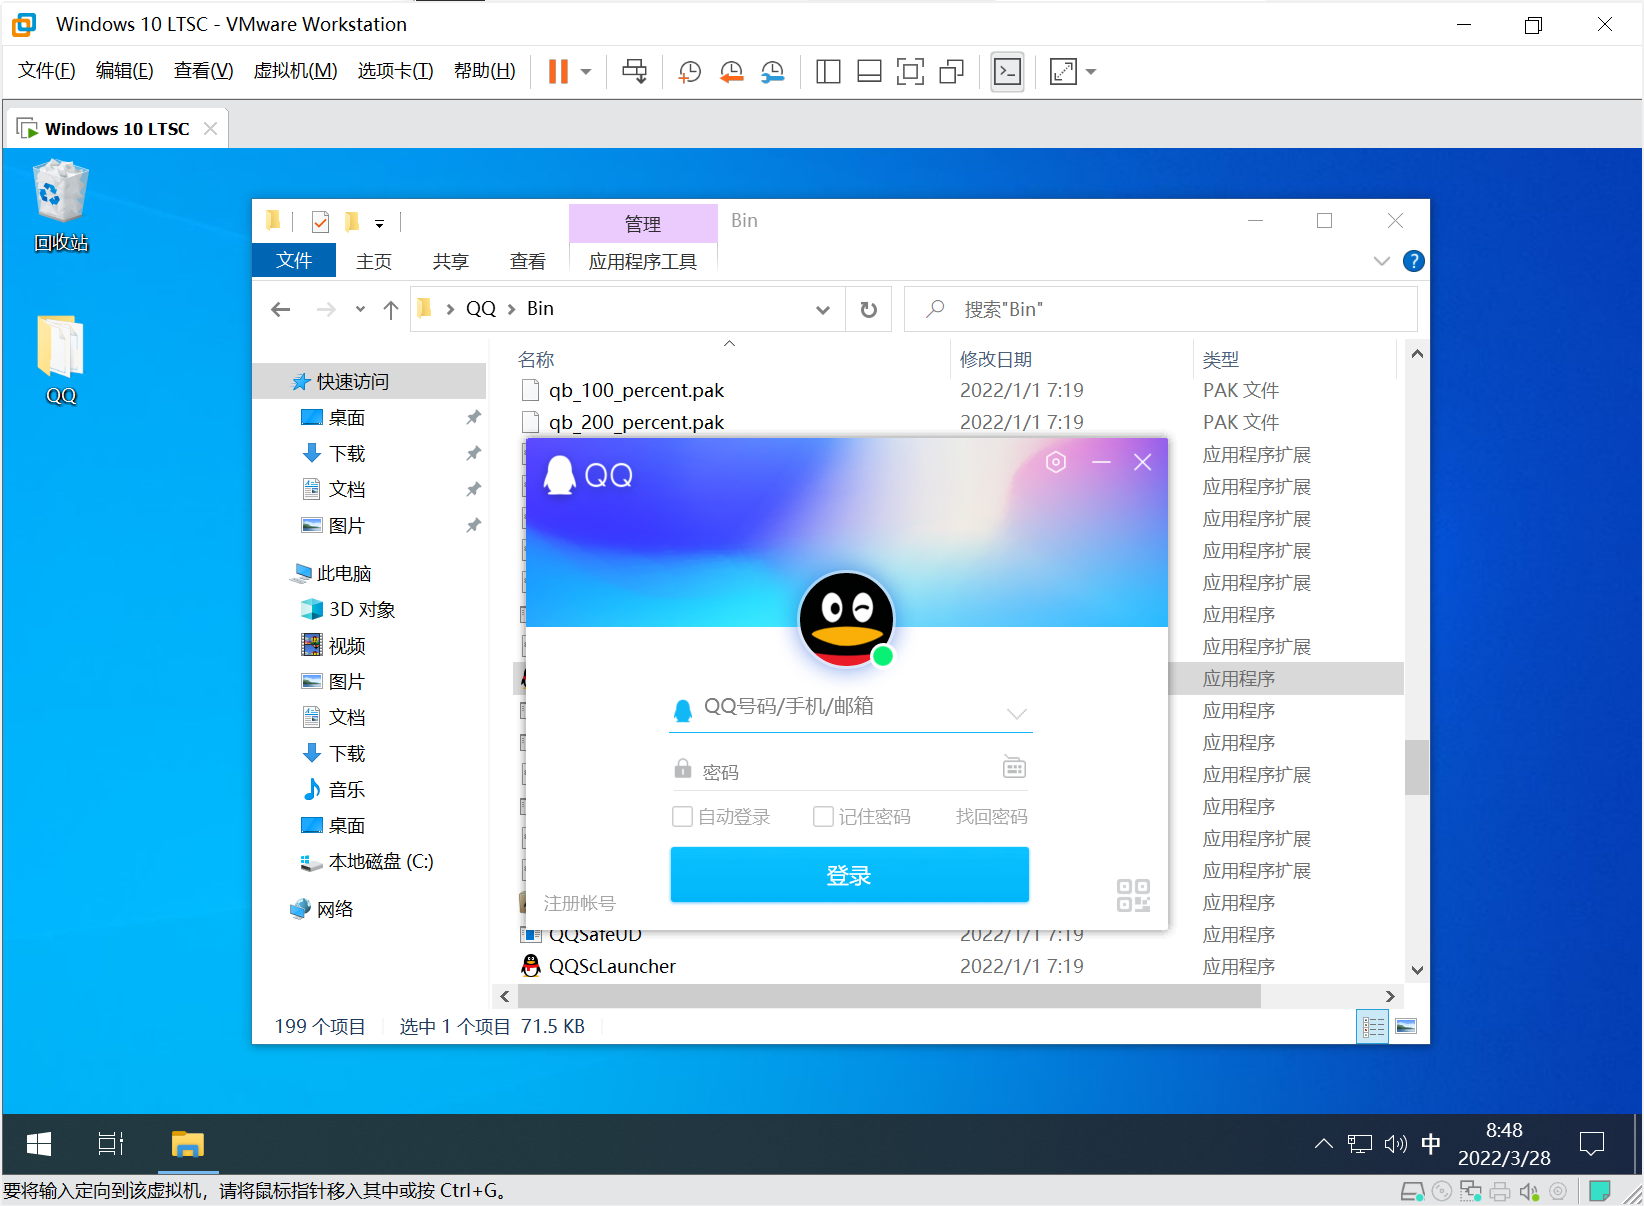 Windows 10 LTSC - VMware Workstation
文件(F) 编辑(E) 查看(V) 虚拟机(M) 选项卡(T) 帮助(H)
Windows 10 LTSC
回收站
QQ
管理 Bin
文件 主页 共享 查看 应用程序工具
QQ Bin
搜索"Bin"
快速访问
桌面
下载
文档
图片
此电脑
3D 对象
视频
图片
文档
下载
音乐
桌面
本地磁盘 (C:)
网络
名称 修改日期 类型
qb_100_percent.pak 2022/1/1 7:19 PAK 文件
qb_200_percent.pak 2022/1/1 7:19 PAK 文件
应用程序扩展
应用程序扩展
应用程序扩展
应用程序扩展
应用程序扩展
应用程序
应用程序扩展
应用程序
应用程序
应用程序
应用程序扩展
应用程序
应用程序扩展
应用程序扩展
应用程序
QQSafeUD 2022/1/1 7:19 应用程序
QQScLauncher 2022/1/1 7:19 应用程序
QQ
QQ号码/手机/邮箱
密码
自动登录 记住密码 找回密码
登录
注册帐号
199 个项目 选中 1 个项目 71.5 KB
中
8:48
2022/3/28
要将输入定向到该虚拟机，请将鼠标指针移入其中或按 Ctrl+G。